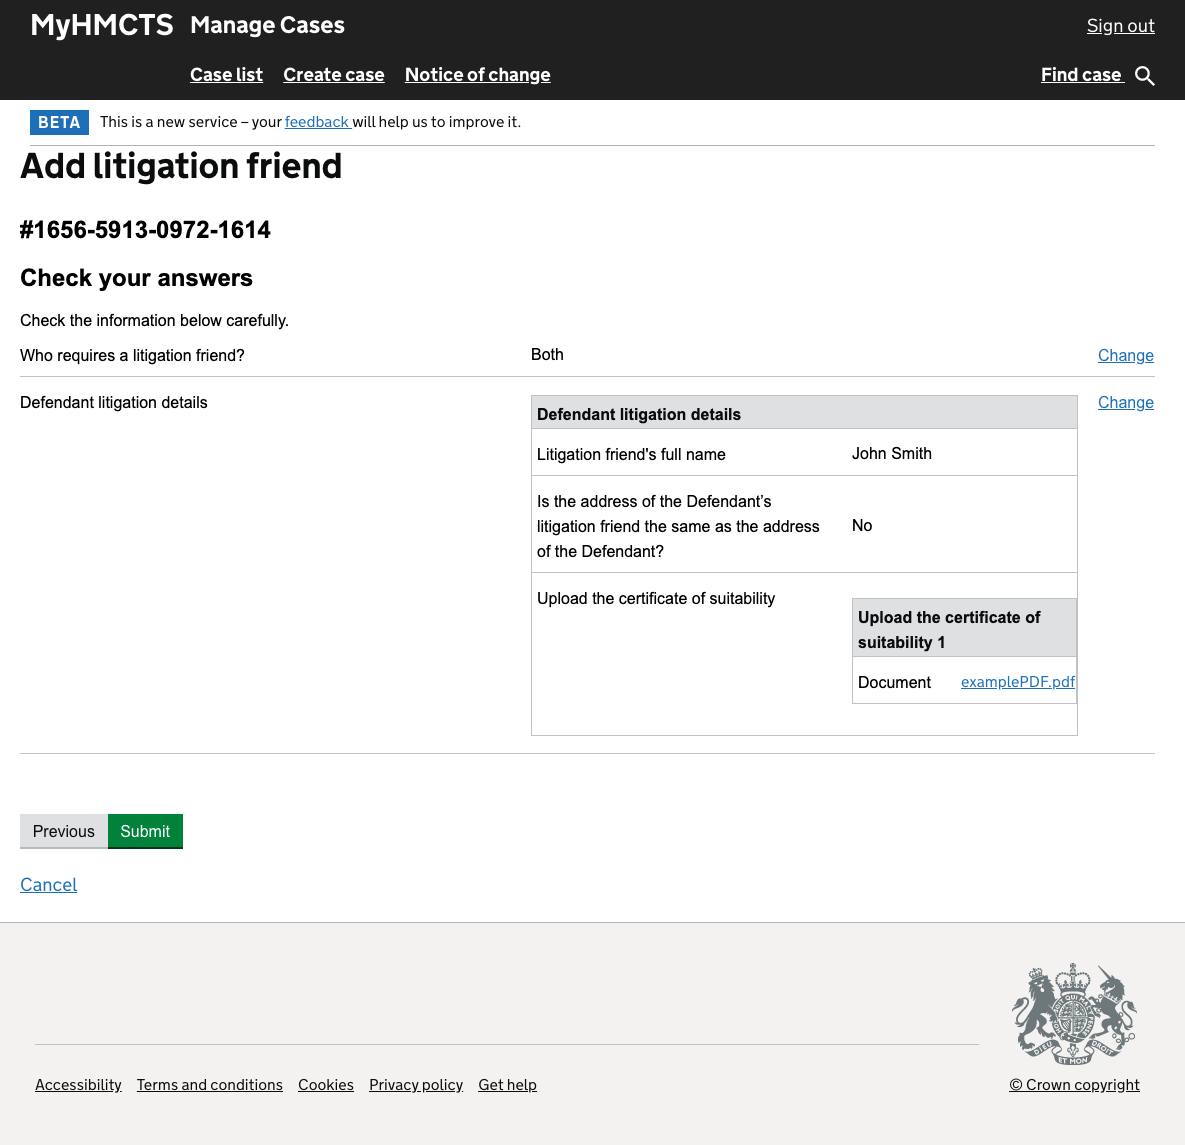 MyHMCTS Manage Cases Sign out
Case list Create case Notice of change Find case
BETA This is a new service – your feedback will help us to improve it.
Add litigation friend
#1656-5913-0972-1614
Check your answers
Check the information below carefully.
Who requires a litigation friend? Both Change
Defendant litigation details Change
Defendant litigation details
Litigation friend's full name John Smith
Is the address of the Defendant’s
litigation friend the same as the address No
of the Defendant?
Upload the certificate of suitability
Upload the certificate of
suitability 1
Document examplePDF.pdf
Previous Submit
Cancel
DIEU ET MON DROIT
Accessibility Terms and conditions Cookies Privacy policy Get help © Crown copyright